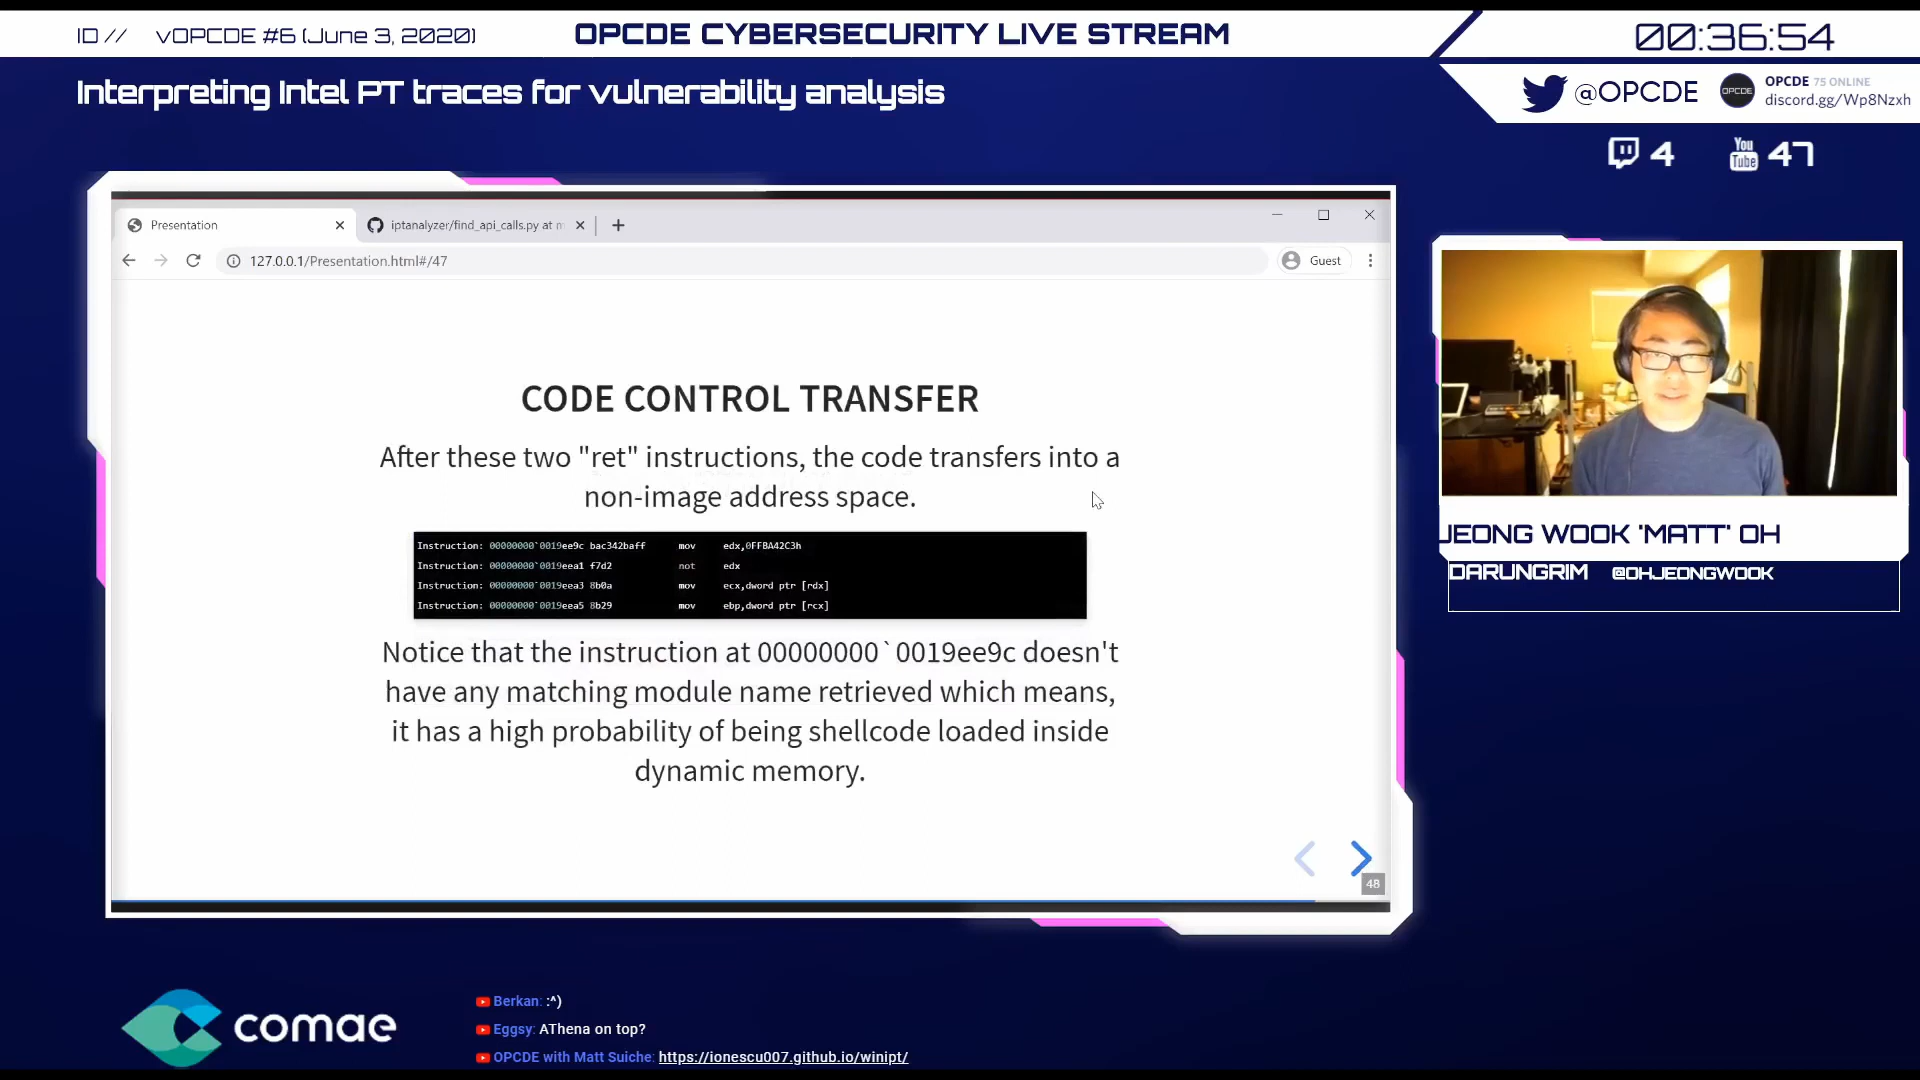 ID // vOPCDE #6 (June 3, 2020)
OPCDE CYBERSECURITY LIVE STREAM
00:36:54
Interpreting Intel PT traces for vulnerability analysis
@OPCDE
OPCDE
OPCDE 75 ONLINE
discord.gg/Wp8Nzxh
4
You
Tube
47
Presentation
iptanalyzer/find_api_calls.py at m
127.0.0.1/Presentation.html#/47
Guest
CODE CONTROL TRANSFER
After these two "ret" instructions, the code transfers into a
non-image address space.
Instruction: 00000000`0019ee9c bac342baff mov edx,0FFBA42C3h
Instruction: 00000000`0019eea1 f7d2 not edx
Instruction: 00000000`0019eea3 8b0a mov ecx,dword ptr [rdx]
Instruction: 00000000`0019eea5 8b29 mov ebp,dword ptr [rcx]
Notice that the instruction at 00000000`0019ee9c doesn't
have any matching module name retrieved which means,
it has a high probability of being shellcode loaded inside
dynamic memory.
48
JEONG WOOK 'MATT' OH
DARUNGRIM @OHJEONGWOOK
comae
Berkan: :^)
Eggsy: AThena on top?
OPCDE with Matt Suiche: https://ionescu007.github.io/winipt/